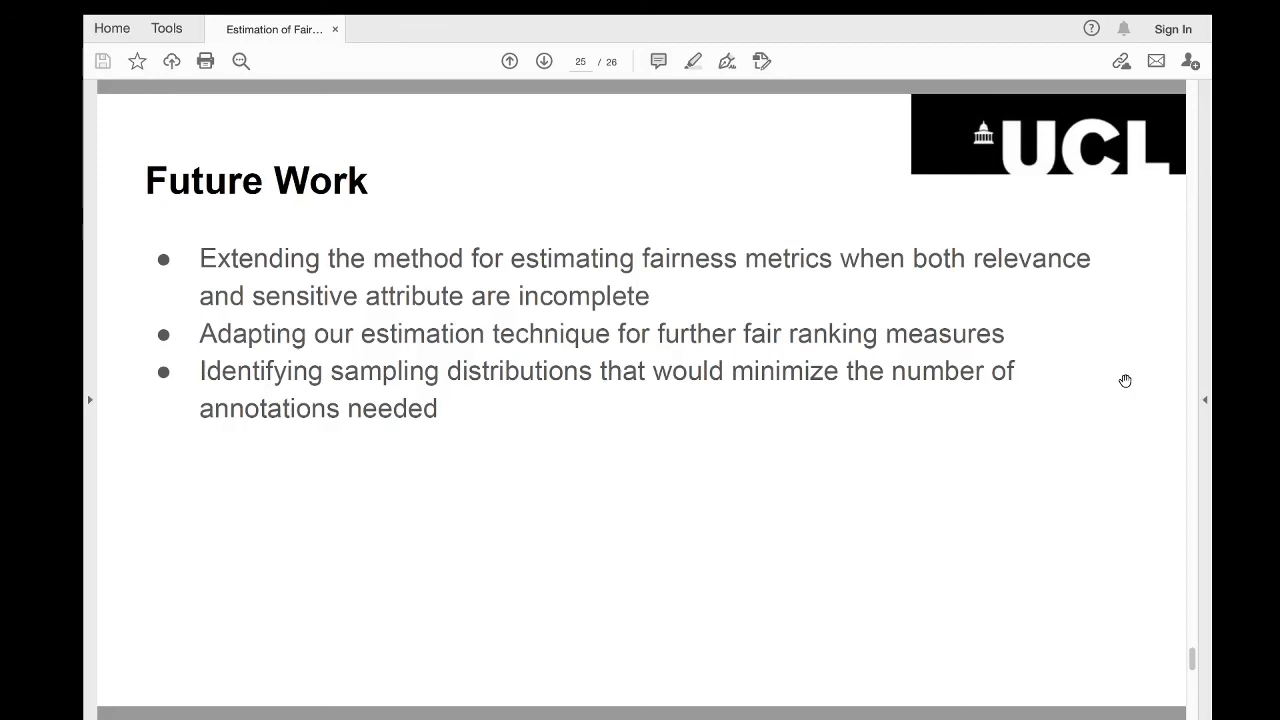 Home Tools Estimation of Fair... × Sign In
25 / 26
UCL
Future Work
● Extending the method for estimating fairness metrics when both relevance
and sensitive attribute are incomplete
● Adapting our estimation technique for further fair ranking measures
● Identifying sampling distributions that would minimize the number of
annotations needed